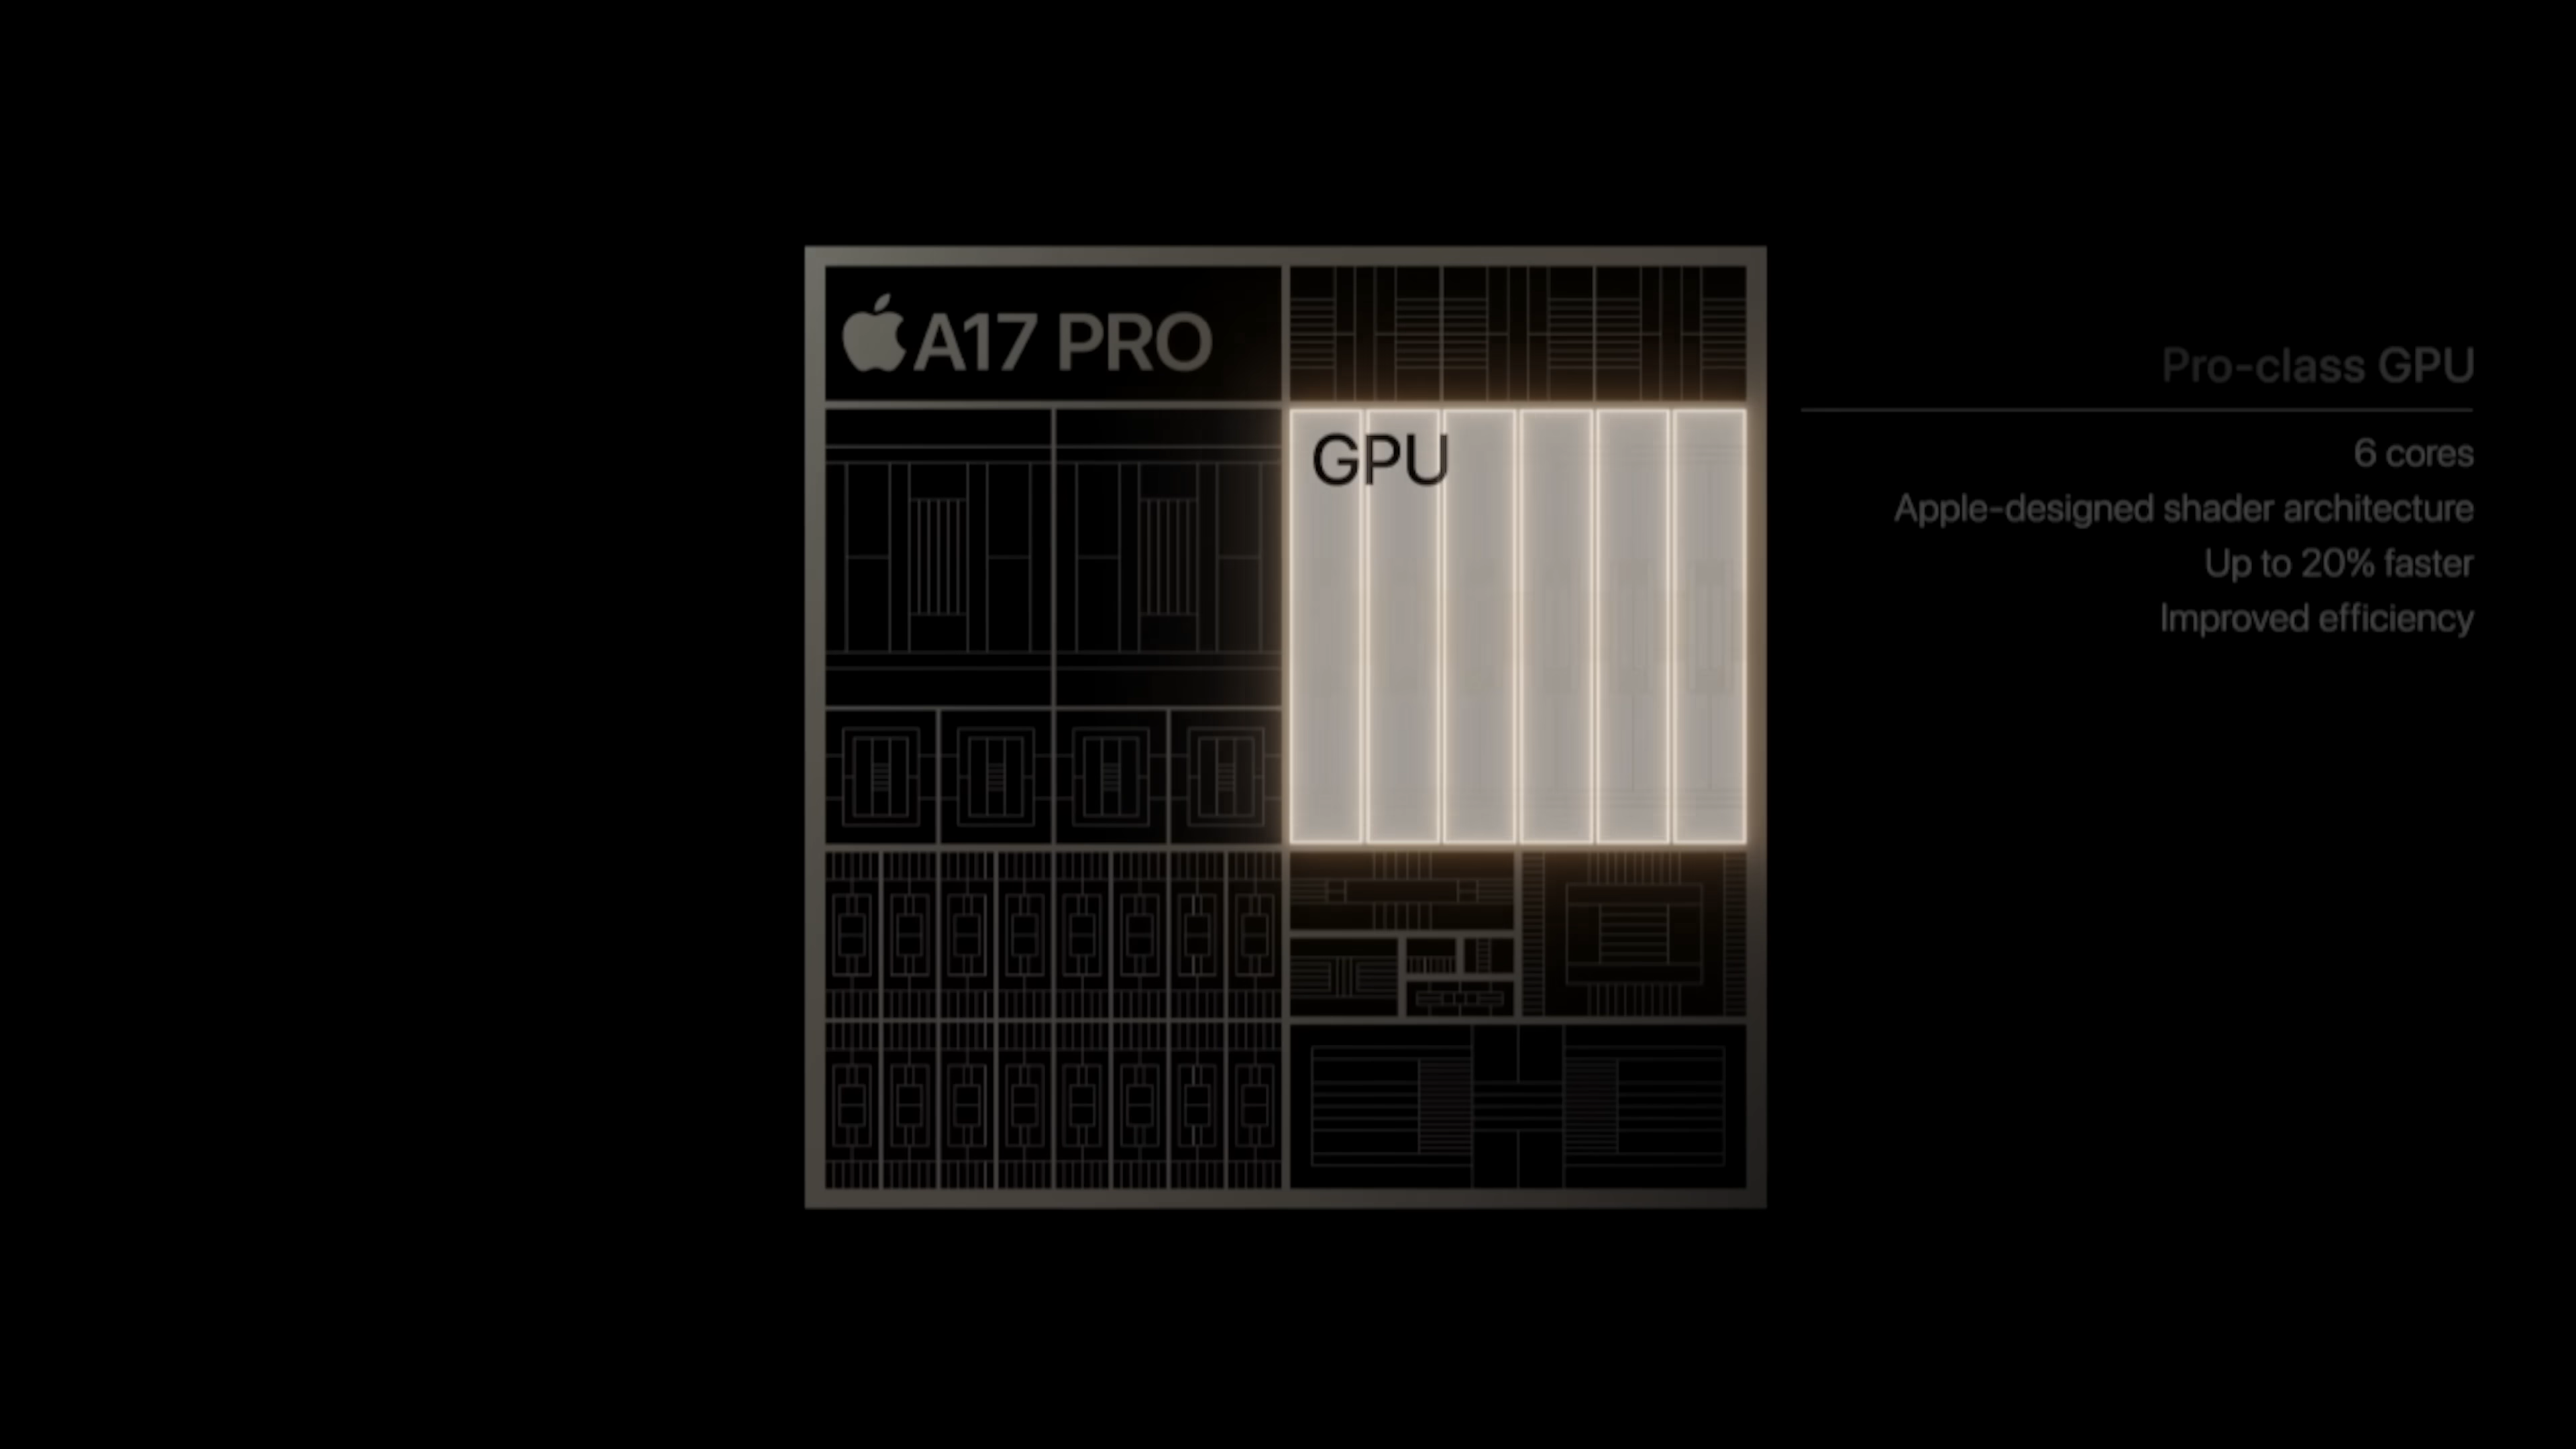 A17 PRO
GPU
Pro-class GPU
6 cores
Apple-designed shader architecture
Up to 20% faster
Improved efficiency